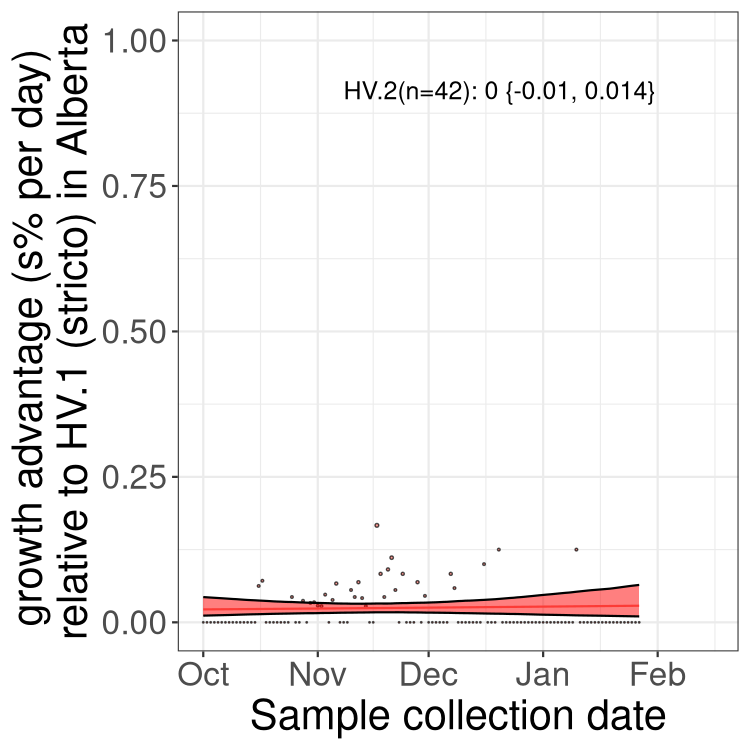 growth advantage (s% per day)
relative to HV.1 (stricto) in Alberta
1.00
0.75
0.50
0.25
0.00
HV.2(n=42): 0 {-0.01, 0.014}
Oct Nov Dec Jan Feb
Sample collection date